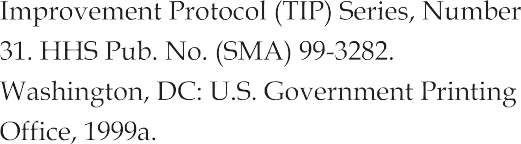 Improvement Protocol (TIP) Series, Number
31. HHS Pub. No. (SMA) 99-3282.
Washington, DC: U.S. Government Printing
Office, 1999a.